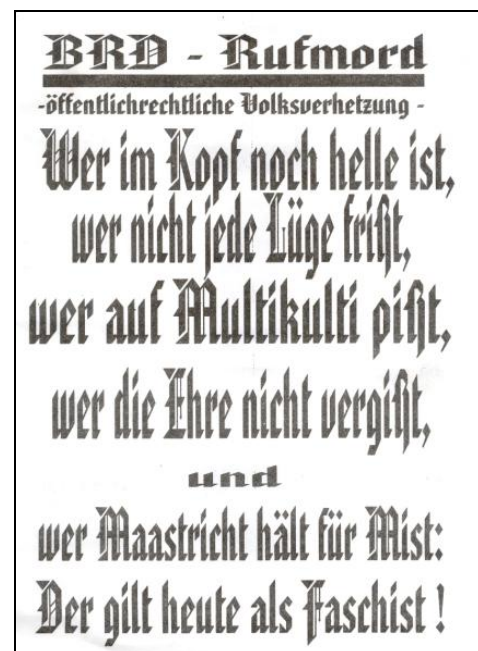 BRD - Rufmord
-öffentlichrechtliche Volksverhetzung -
Wer im Kopf noch helle ist,
wer nicht jede Lüge frißt,
wer auf Multikulti pißt,
wer die Ehre nicht vergißt,
und
wer Maastricht hält für Mist:
Der gilt heute als Faschist !